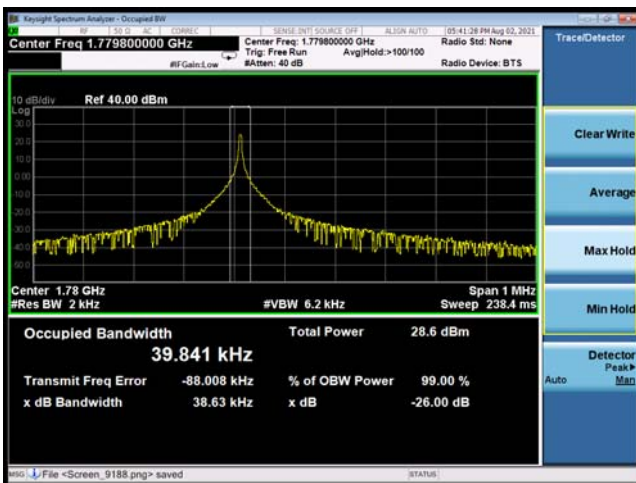 Keysight Spectrum Analyzer - Occupied BW
RF 50 Ω AC CORREC SENSE:INT SOURCE OFF ALIGN AUTO 05:41:28 PM Aug 02, 2021
Center Freq 1.779800000 GHz Center Freq: 1.779800000 GHz Radio Std: None Trace/Detector
Trig: Free Run Avg|Hold:>100/100
#IFGain:Low #Atten: 40 dB Radio Device: BTS
10 dB/div Ref 40.00 dBm
Log
30.0
20.0
10.0
0.00
-10.0
-20.0
-30.0
-40.0
-50.0
Center 1.78 GHz Span 1 MHz
#Res BW 2 kHz #VBW 6.2 kHz Sweep 238.4 ms
Occupied Bandwidth Total Power 28.6 dBm
39.841 kHz
Transmit Freq Error -88.008 kHz % of OBW Power 99.00 %
x dB Bandwidth 38.63 kHz x dB -26.00 dB
Clear Write
Average
Max Hold
Min Hold
Detector
Peak▶
Auto Man
MSG File <Screen_9188.png> saved STATUS